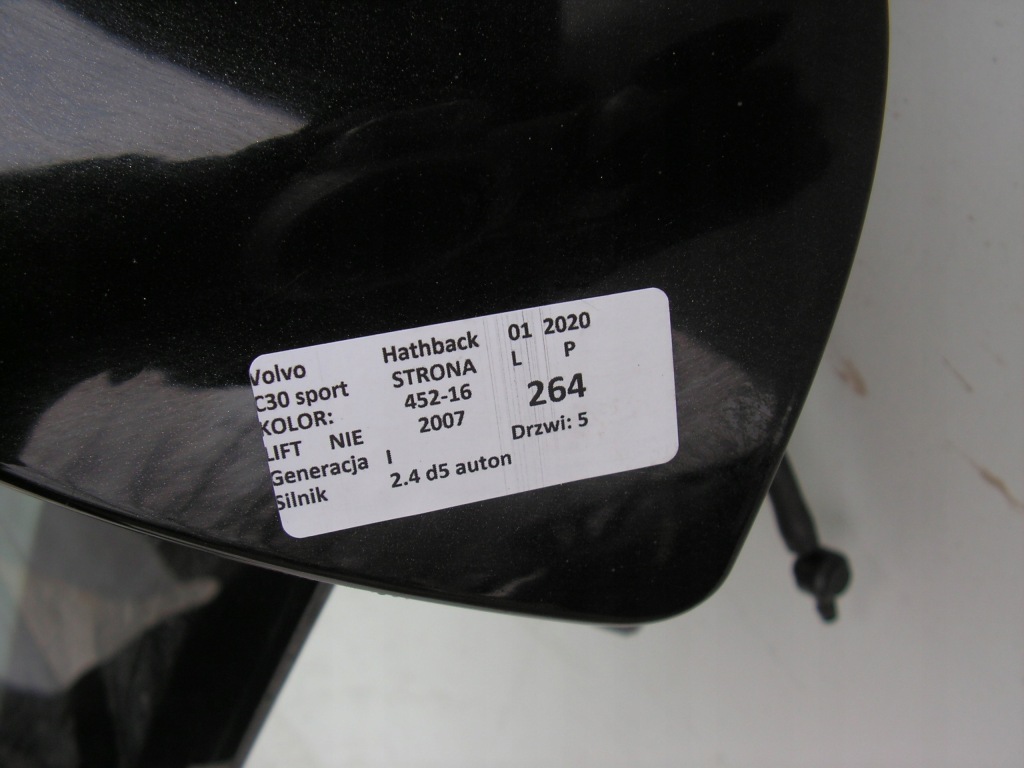 Volvo Hathback 01 2020
C30 sport STRONA L P
KOLOR: 452-16 264
LIFT NIE 2007
Generacja I Drzwi: 5
Silnik 2.4 d5 auton